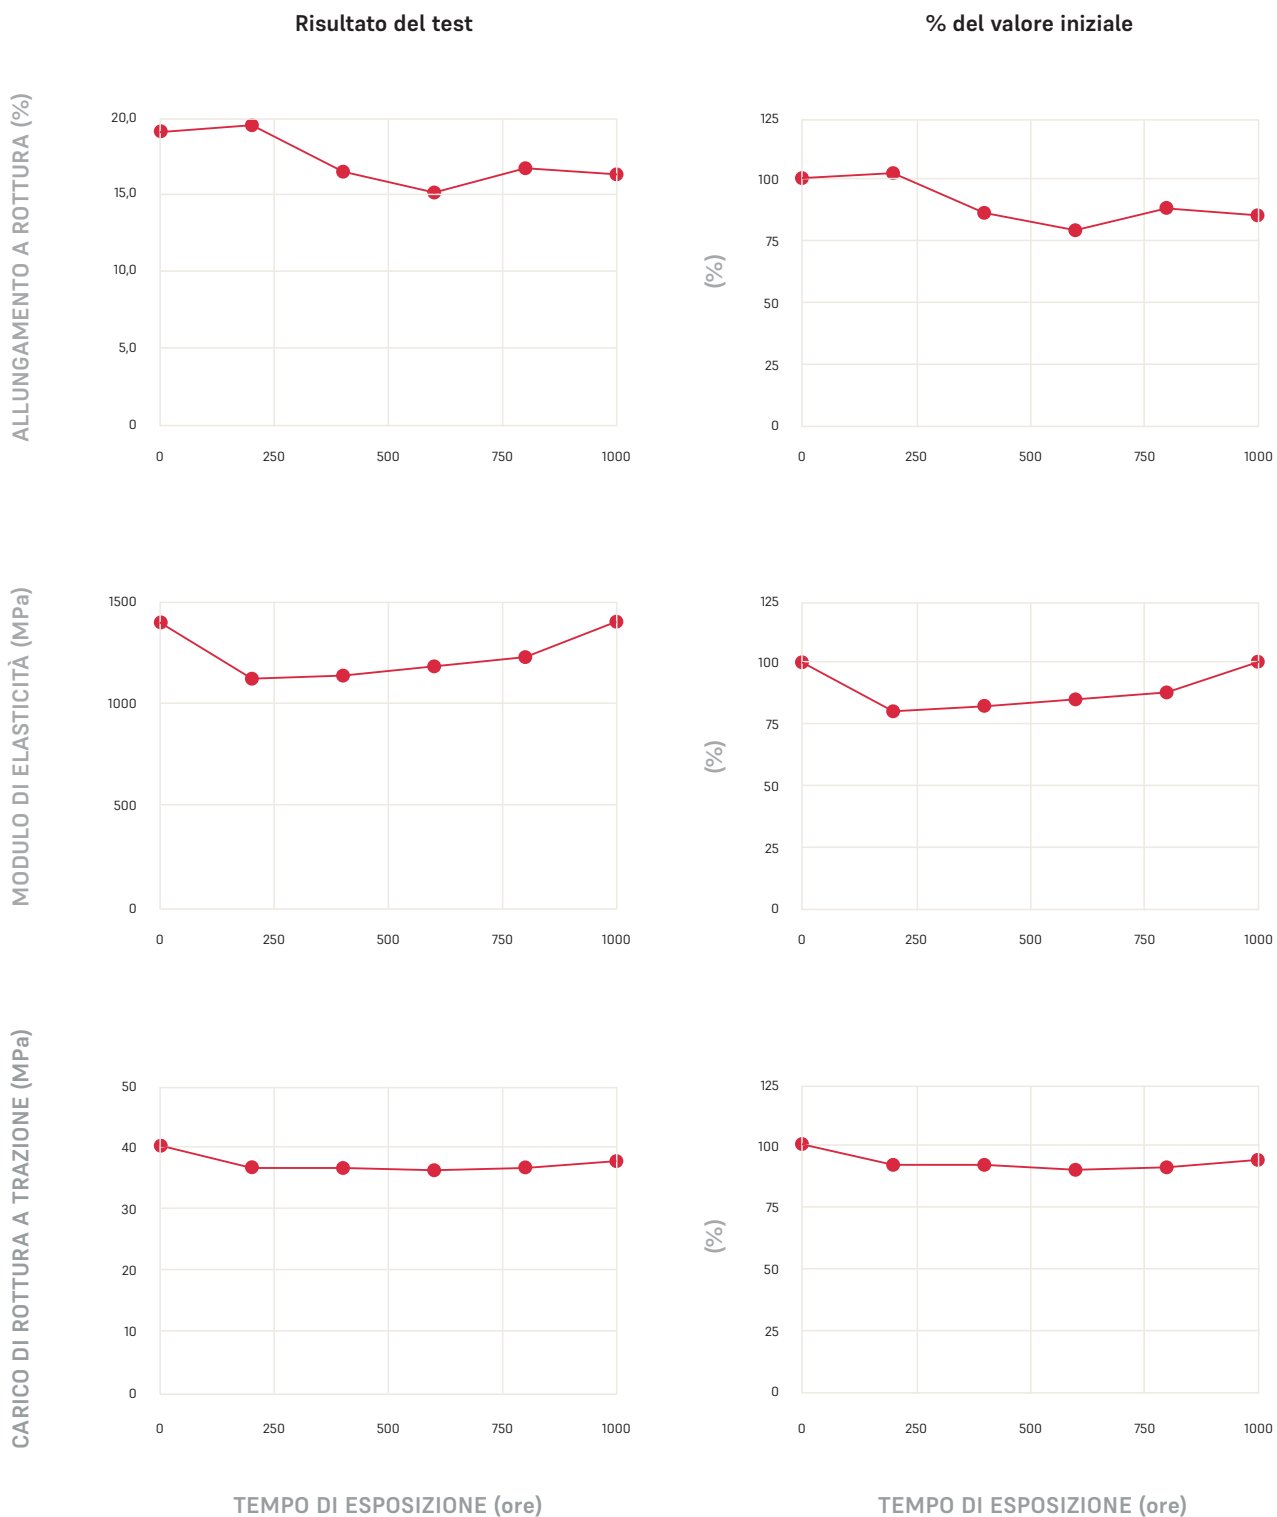 Risultato del test
% del valore iniziale
ALLUNGAMENTO A ROTTURA (%)
20,0
15,0
10,0
5,0
0
0 250 500 750 1000
(%)
125
100
75
50
25
0
0 250 500 750 1000
MODULO DI ELASTICITÀ (MPa)
1500
1000
500
0
0 250 500 750 1000
(%)
125
100
75
50
25
0
0 250 500 750 1000
CARICO DI ROTTURA A TRAZIONE (MPa)
50
40
30
20
10
0
0 250 500 750 1000
(%)
125
100
75
50
25
0
0 250 500 750 1000
TEMPO DI ESPOSIZIONE (ore)
TEMPO DI ESPOSIZIONE (ore)